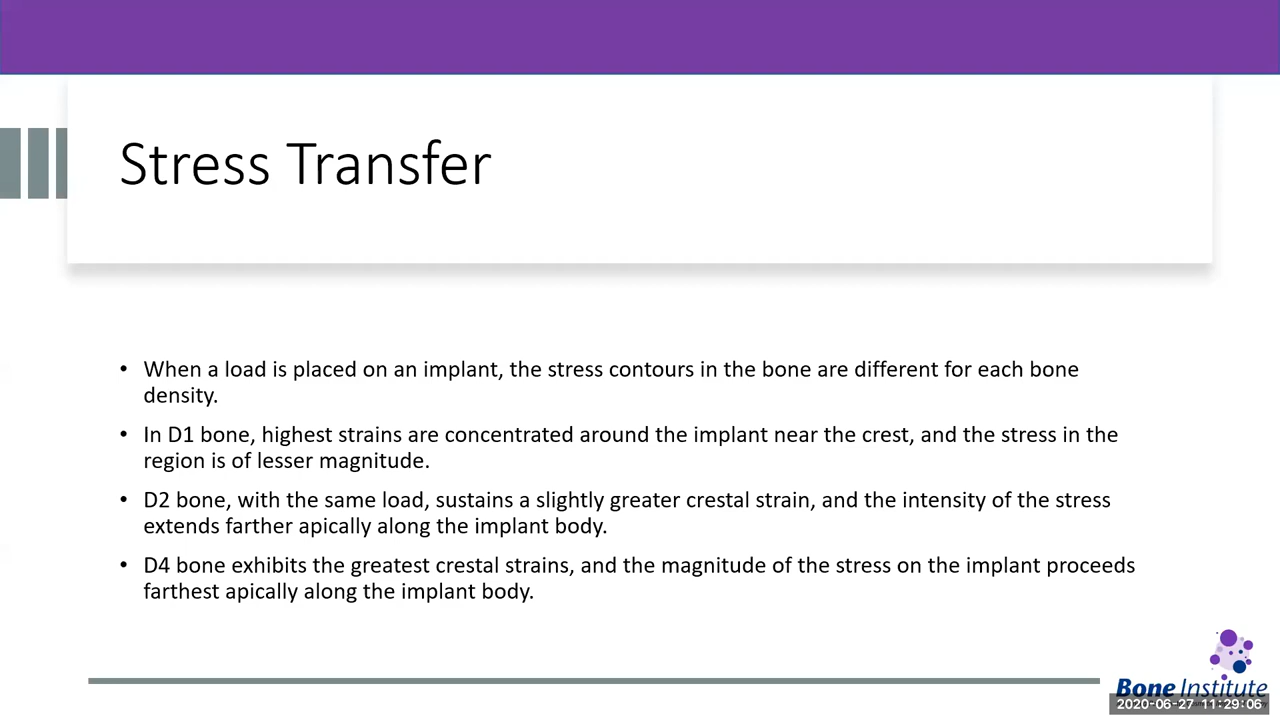 Stress Transfer
• When a load is placed on an implant, the stress contours in the bone are different for each bone
density.
• In D1 bone, highest strains are concentrated around the implant near the crest, and the stress in the
region is of lesser magnitude.
• D2 bone, with the same load, sustains a slightly greater crestal strain, and the intensity of the stress
extends farther apically along the implant body.
• D4 bone exhibits the greatest crestal strains, and the magnitude of the stress on the implant proceeds
farthest apically along the implant body.
Bone Institute
2020-06-27 11:29:06